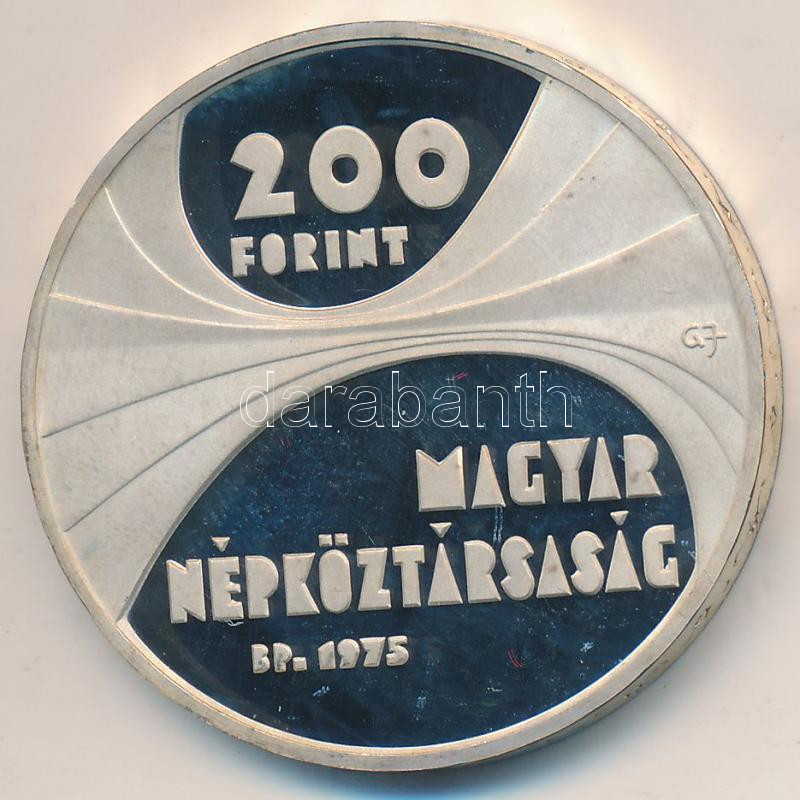 200
FORINT
darabanth
MAGYAR
NÉPKÖZTÁRSASÁG
BP. 1975